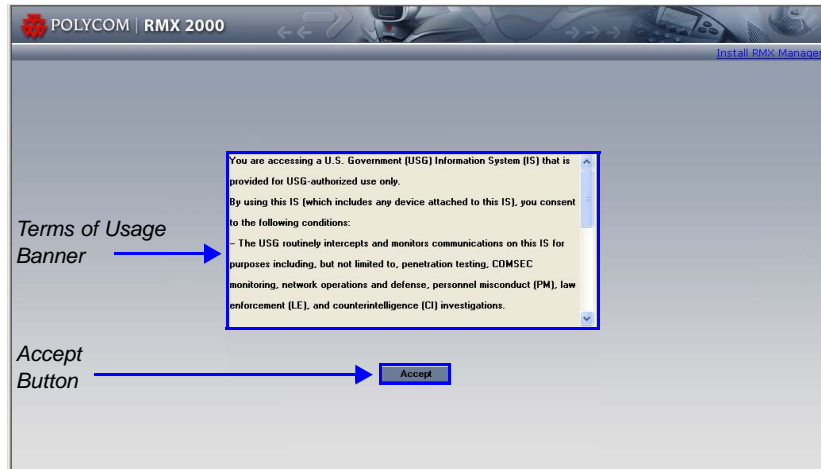 POLYCOM | RMX 2000
Install RMX Manager
You are accessing a U.S. Government (USG) Information System (IS) that is
provided for USG-authorized use only.
By using this IS (which includes any device attached to this IS), you consent
to the following conditions:
– The USG routinely intercepts and monitors communications on this IS for
purposes including, but not limited to, penetration testing, COMSEC
monitoring, network operations and defense, personnel misconduct (PM), law
enforcement (LE), and counterintelligence (CI) investigations.
Terms of Usage
Banner
Accept
Button
Accept